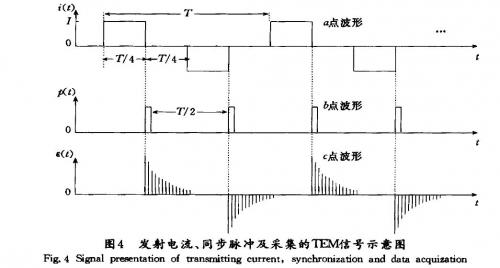 i(t)
I
0
T
a点波形
...
T/4
T/4
t
p(t)
0
T/2
b点波形
t
ε(t)
0
c点波形
t
图4 发射电流、同步脉冲及采集的TEM信号示意图
Fig. 4 Signal presentation of transmitting current, synchronization and data acquization